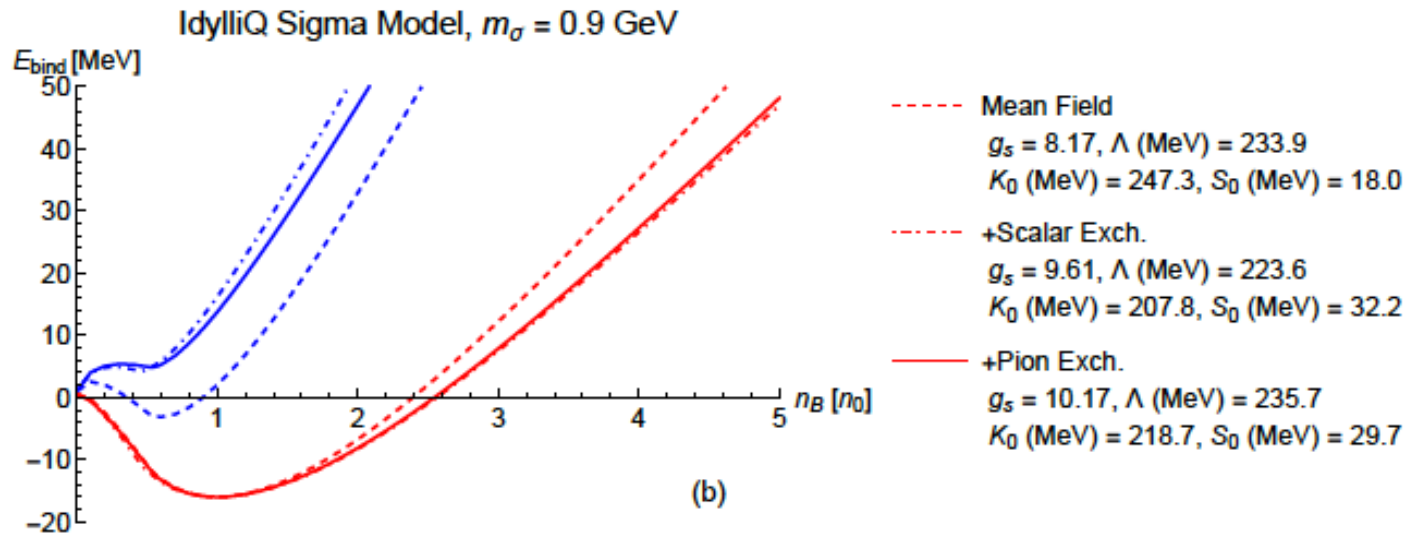 IdylliQ Sigma Model, mσ = 0.9 GeV
Ebind [MeV]
50
40
30
20
10
0
−10
−20
1
2
3
4
5
nB [n0]
(b)
Mean Field
gs = 8.17, Λ (MeV) = 233.9
K0 (MeV) = 247.3, S0 (MeV) = 18.0
+Scalar Exch.
gs = 9.61, Λ (MeV) = 223.6
K0 (MeV) = 207.8, S0 (MeV) = 32.2
+Pion Exch.
gs = 10.17, Λ (MeV) = 235.7
K0 (MeV) = 218.7, S0 (MeV) = 29.7